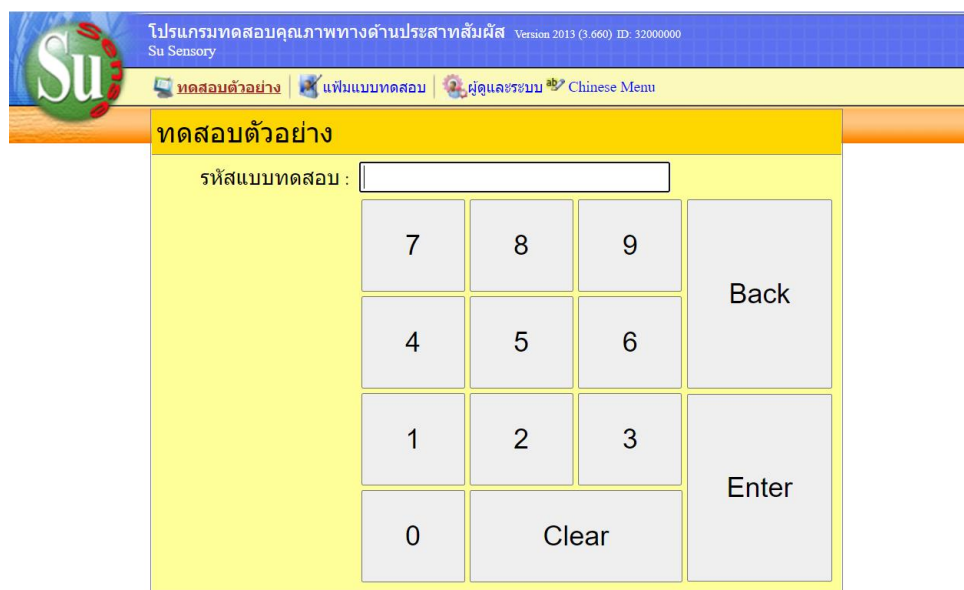 Su
Sense
โปรแกรมทดสอบคุณภาพทางด้านประสาทสัมผัส Version 2013 (3.660) ID: 32000000
Su Sensory
ทดสอบตัวอย่าง แฟ้มแบบทดสอบ ผู้ดูและระบบ Chinese Menu
ทดสอบตัวอย่าง
รหัสแบบทดสอบ :
7 8 9
Back
4 5 6
1 2 3
Enter
0 Clear